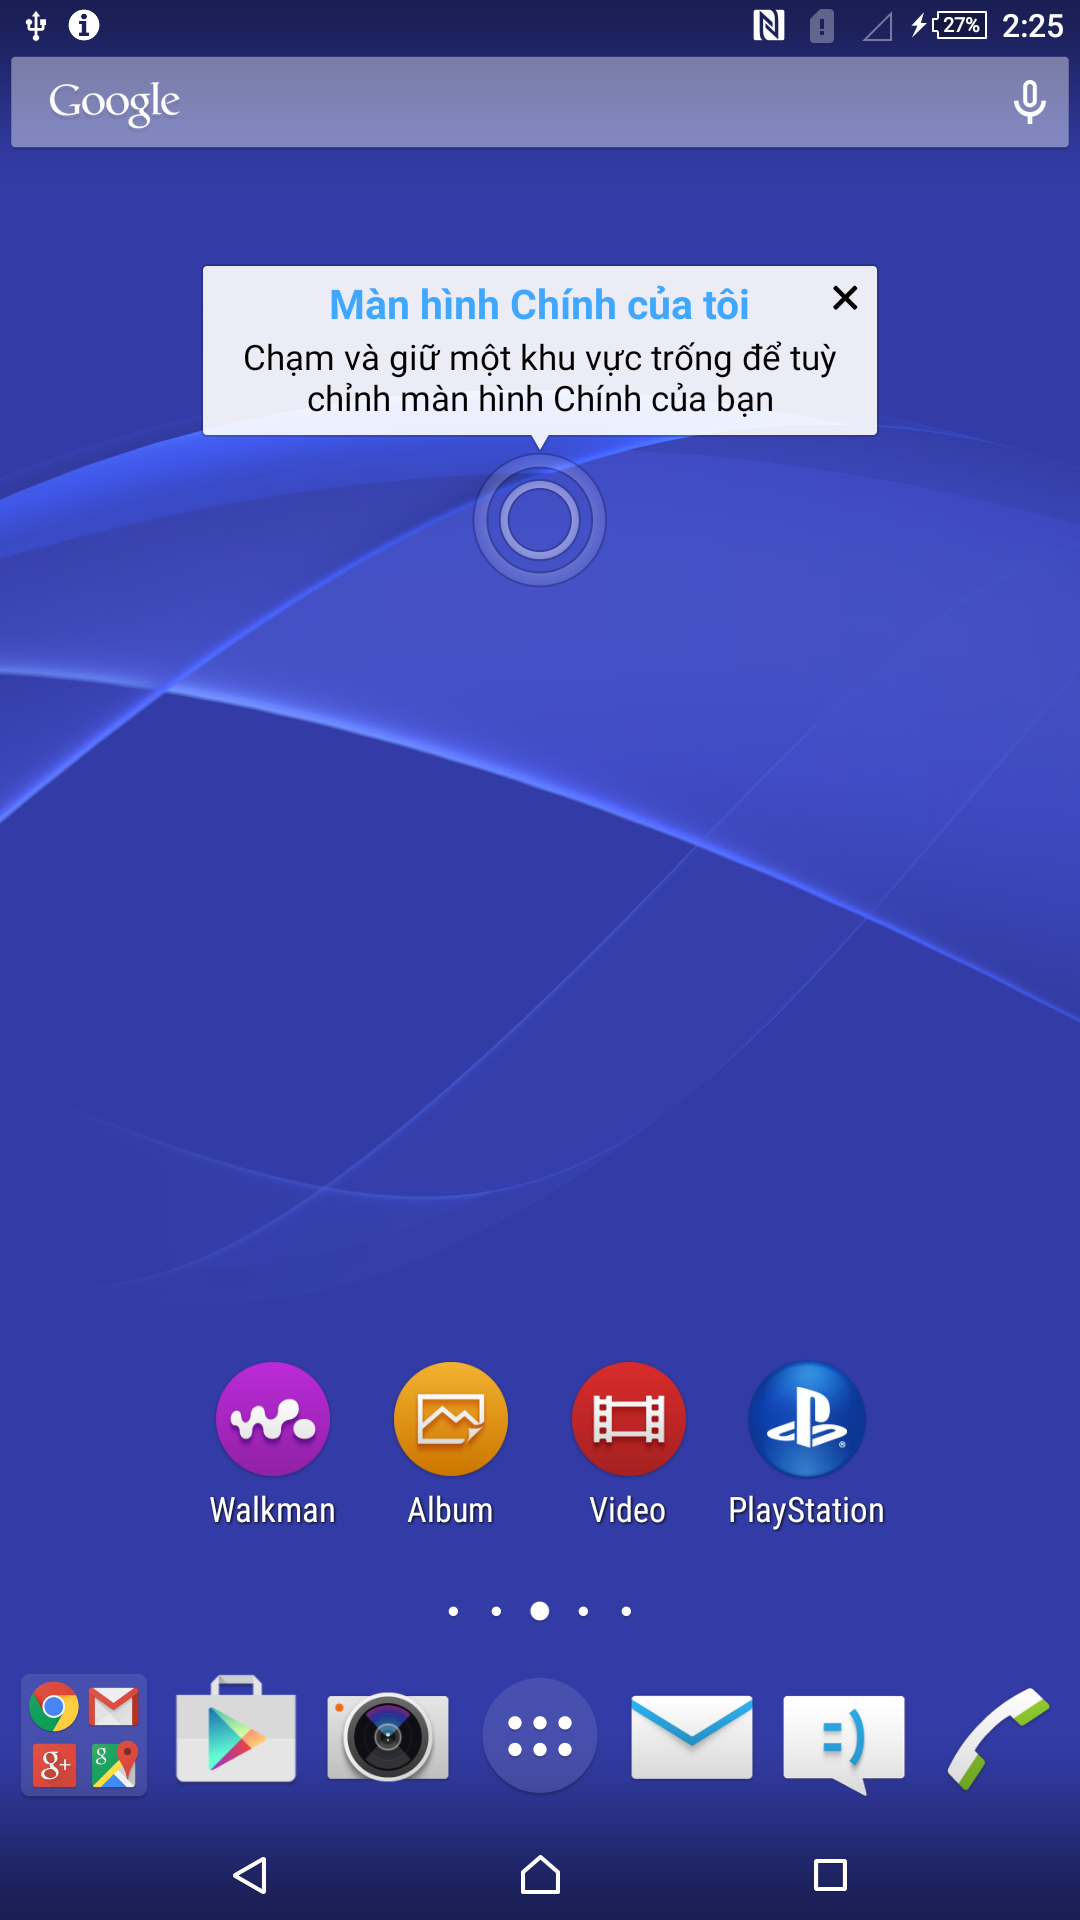 27% 2:25
Google
Màn hình Chính của tôi
Chạm và giữ một khu vực trống để tuỳ
chỉnh màn hình Chính của bạn
Walkman Album Video PlayStation